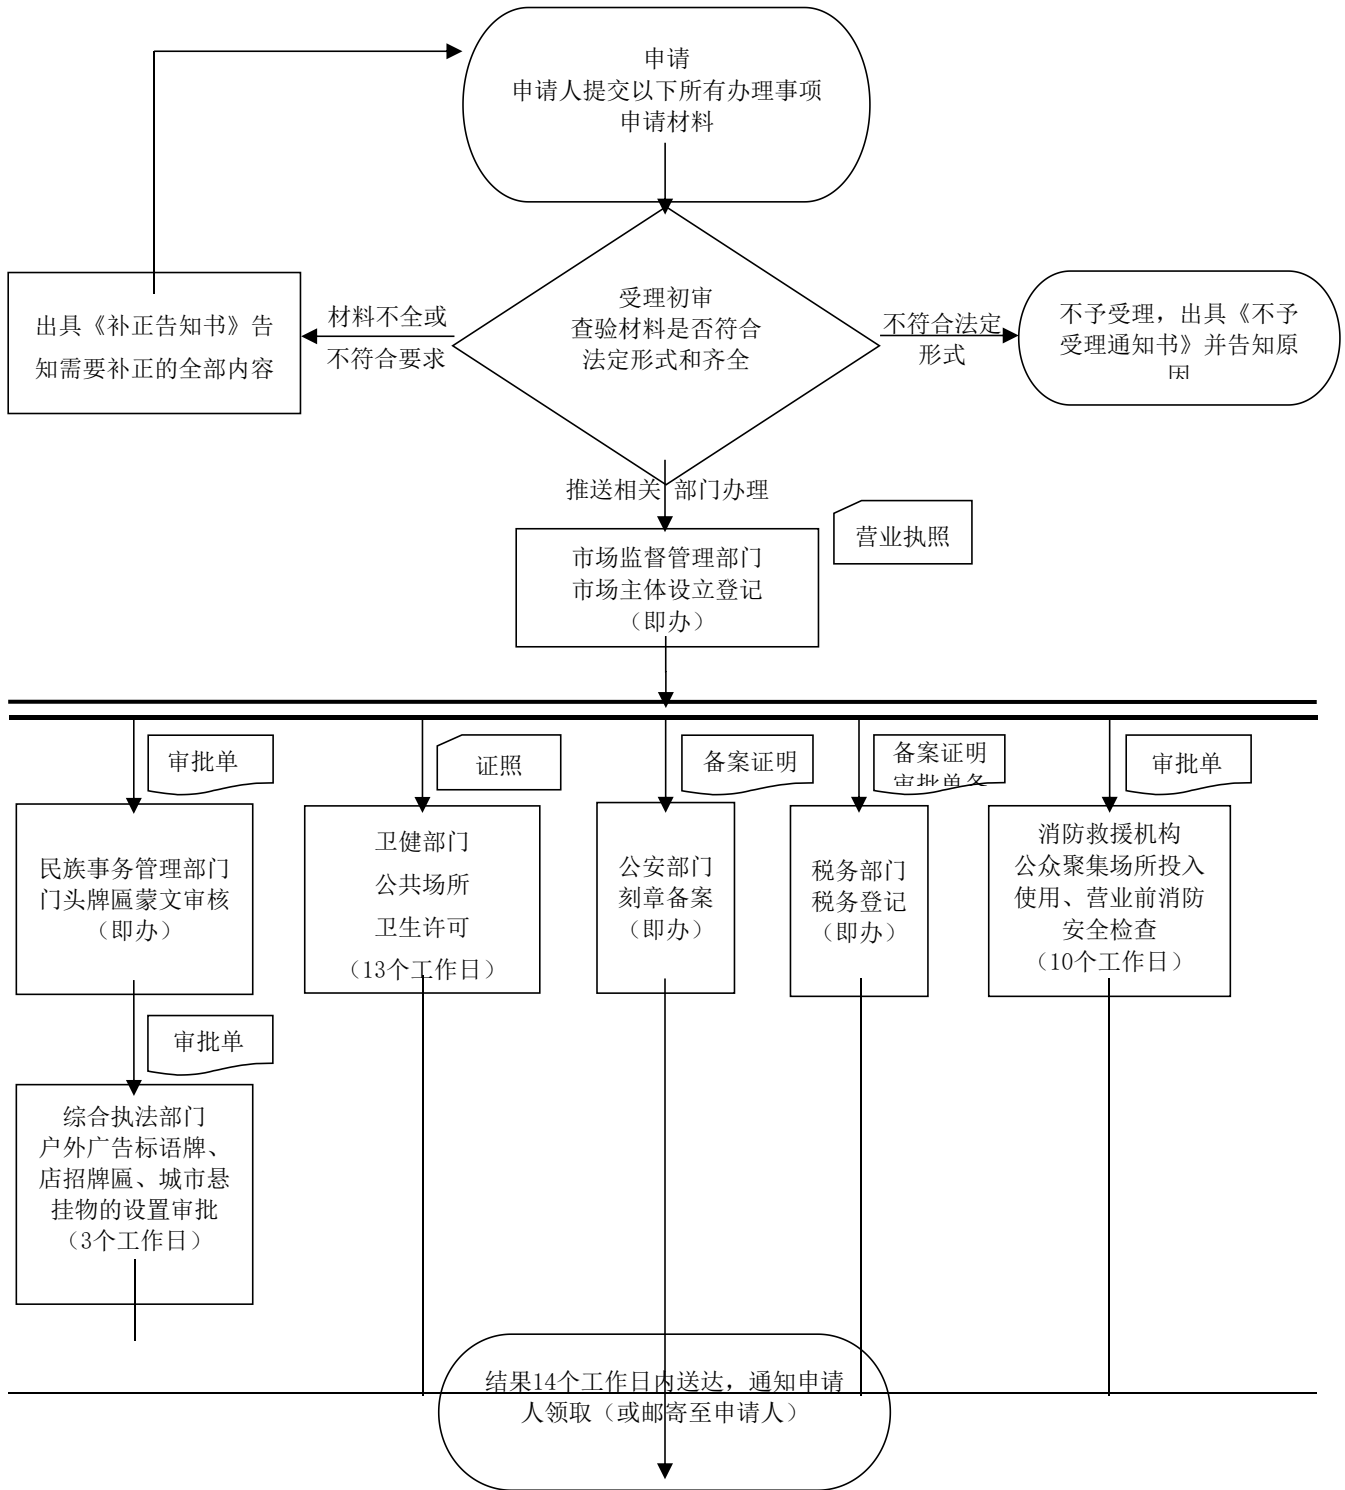 申请
申请人提交以下所有办理事项
申请材料
出具《补正告知书》告
知需要补正的全部内容
材料不全或
不符合要求
受理初审
查验材料是否符合
法定形式和齐全
不符合法定
形式
不予受理，出具《不予
受理通知书》并告知原
因
推送相关 部门办理
营业执照
市场监督管理部门
市场主体设立登记
（即办）
审批单
证照
备案证明
备案证明
审批单
审批单
民族事务管理部门
门头牌匾蒙文审核
（即办）
卫健部门
公共场所
卫生许可
（13个工作日）
公安部门
刻章备案
（即办）
税务部门
税务登记
（即办）
消防救援机构
公众聚集场所投入
使用、营业前消防
安全检查
（10个工作日）
审批单
综合执法部门
户外广告标语牌、
店招牌匾、城市悬
挂物的设置审批
（3个工作日）
结果14个工作日内送达，通知申请
人领取（或邮寄至申请人）